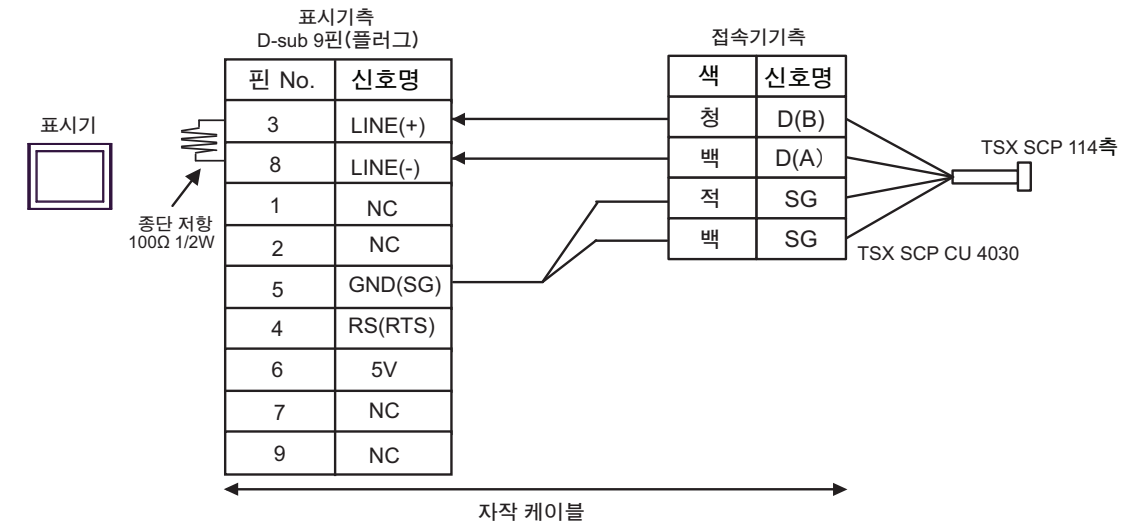 표시기측
D-sub 9핀(플러그)
접속기기측
핀 No. 신호명
색 신호명
3 LINE(+)
청 D(B)
표시기
8 LINE(-)
백 D(A)
TSX SCP 114측
1 NC
적 SG
종단 저항
100Ω 1/2W
2 NC
백 SG
TSX SCP CU 4030
5 GND(SG)
4 RS(RTS)
6 5V
7 NC
9 NC
자작 케이블